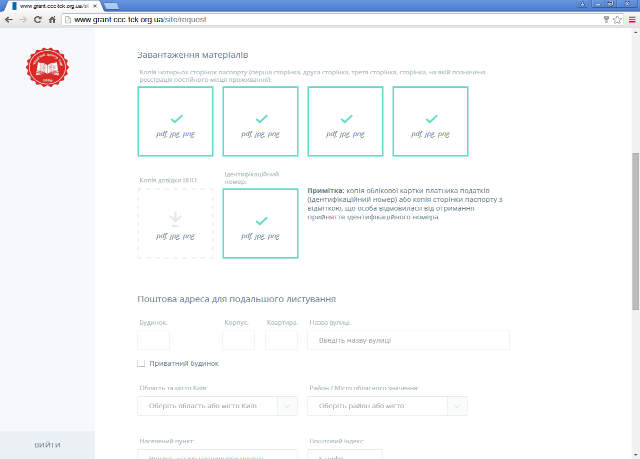 www.grant.ccc-tck.org.ua/si
www.grant.ccc-tck.org.ua/site/request
Завантаження матеріалів
Копія чотирьох сторінок паспорту (перша сторінка, друга сторінка, третя сторінка, сторінка, на якій позначена
реєстрація постійного місця проживання).
pdf, jpg, png pdf, jpg, png pdf, jpg, png pdf, jpg, png
Копія довідки ВПО:
Ідентифікаційний
номер:
pdf, jpg, png pdf, jpg, png
Примітка: копія облікової картки платника податків
(ідентифікаційний номер) або копія сторінки паспорту з
відміткою, що особа відмовилася від отримання
прийняття ідентифікаційного номера.
Поштова адреса для подальшого листування
Будинок. Корпус. Квартира. Назва вулиці.
Введіть назву вулиці
Приватний будинок
Область та місто Київ: Район / Місто обласного значення:
Оберіть область або місто Київ Оберіть район або місто
Населений пункт: Поштовий індекс:
ВИЙТИ